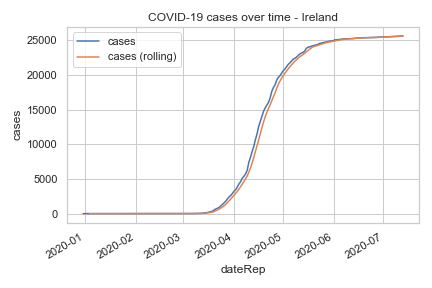 COVID-19 cases over time - Ireland
cases
cases (rolling)
25000
20000
15000
10000
5000
0
cases
2020-01
2020-02
2020-03
2020-04
2020-05
2020-06
2020-07
dateRep